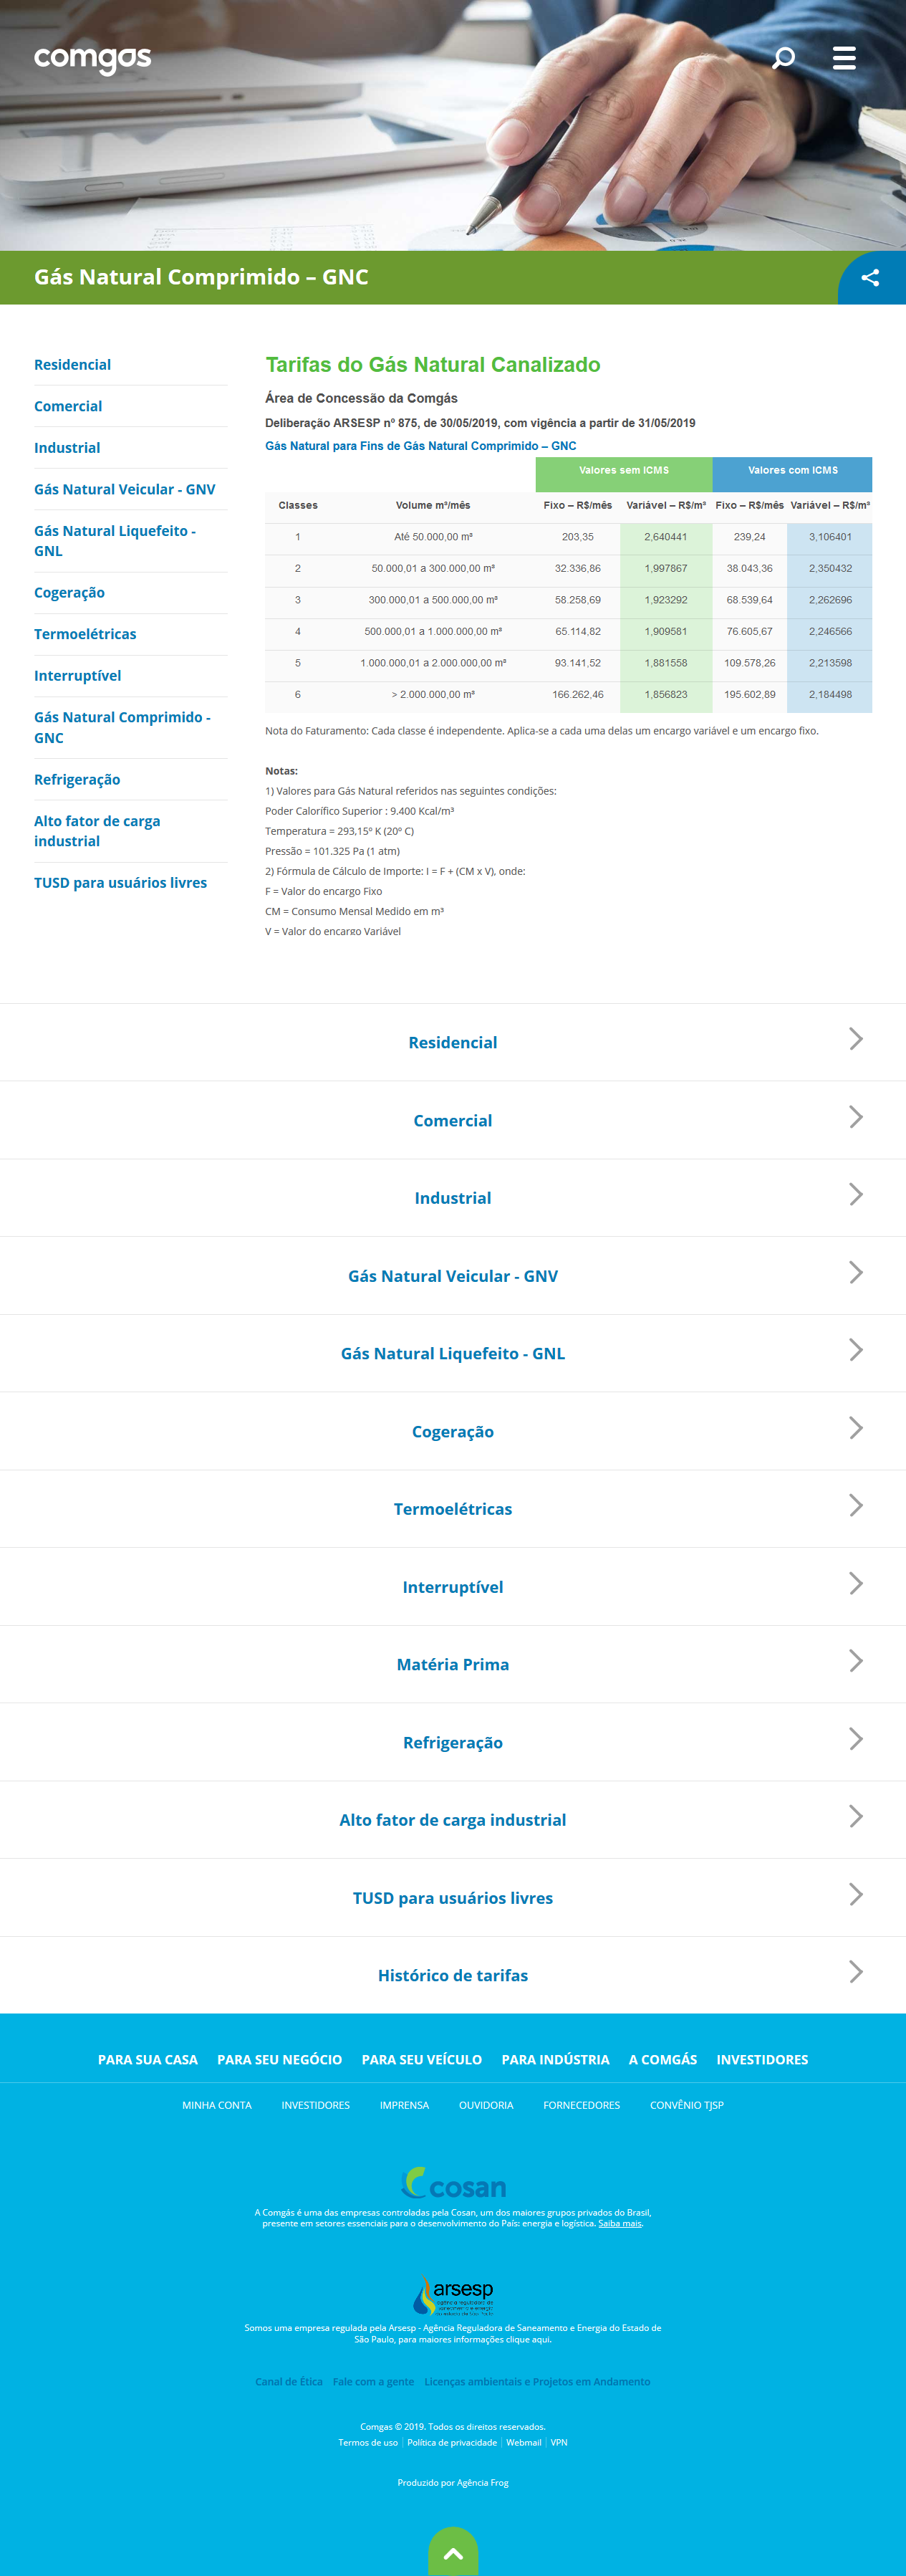 comgas
Gás Natural Comprimido – GNC
Residencial
Comercial
Industrial
Gás Natural Veicular - GNV
Gás Natural Liquefeito -
GNL
Cogeração
Termoelétricas
Interruptível
Gás Natural Comprimido -
GNC
Refrigeração
Alto fator de carga
industrial
TUSD para usuários livres
Tarifas do Gás Natural Canalizado
Área de Concessão da Comgás
Deliberação ARSESP nº 875, de 30/05/2019, com vigência a partir de 31/05/2019
Gás Natural para Fins de Gás Natural Comprimido – GNC
Valores sem ICMS Valores com ICMS
Classes Volume m³/mês Fixo – R$/mês Variável – R$/m³ Fixo – R$/mês Variável – R$/m³
1 Até 50.000,00 m³ 203,35 2,640441 239,24 3,106401
2 50.000,01 a 300.000,00 m³ 32.336,86 1,997867 38.043,36 2,350432
3 300.000,01 a 500.000,00 m³ 58.258,69 1,923292 68.539,64 2,262696
4 500.000,01 a 1.000.000,00 m³ 65.114,82 1,909581 76.605,67 2,246566
5 1.000.000,01 a 2.000.000,00 m³ 93.141,52 1,881558 109.578,26 2,213598
6 > 2.000.000,00 m³ 166.262,46 1,856823 195.602,89 2,184498
Nota do Faturamento: Cada classe é independente. Aplica-se a cada uma delas um encargo variável e um encargo fixo.
Notas:
1) Valores para Gás Natural referidos nas seguintes condições:
Poder Calorífico Superior : 9.400 Kcal/m³
Temperatura = 293,15º K (20º C)
Pressão = 101.325 Pa (1 atm)
2) Fórmula de Cálculo de Importe: I = F + (CM x V), onde:
F = Valor do encargo Fixo
CM = Consumo Mensal Medido em m³
V = Valor do encargo Variável
Residencial
Comercial
Industrial
Gás Natural Veicular - GNV
Gás Natural Liquefeito - GNL
Cogeração
Termoelétricas
Interruptível
Matéria Prima
Refrigeração
Alto fator de carga industrial
TUSD para usuários livres
Histórico de tarifas
PARA SUA CASA PARA SEU NEGÓCIO PARA SEU VEÍCULO PARA INDÚSTRIA A COMGÁS INVESTIDORES
MINHA CONTA INVESTIDORES IMPRENSA OUVIDORIA FORNECEDORES CONVÊNIO TJSP
cosan
A Comgás é uma das empresas controladas pela Cosan, um dos maiores grupos privados do Brasil,
presente em setores essenciais para o desenvolvimento do País: energia e logística. Saiba mais.
arsesp
Somos uma empresa regulada pela Arsesp - Agência Reguladora de Saneamento e Energia do Estado de
São Paulo, para maiores informações clique aqui.
Canal de Ética Fale com a gente Licenças ambientais e Projetos em Andamento
Comgas © 2019. Todos os direitos reservados.
Termos de uso | Política de privacidade | Webmail | VPN
Produzido por Agência Frog